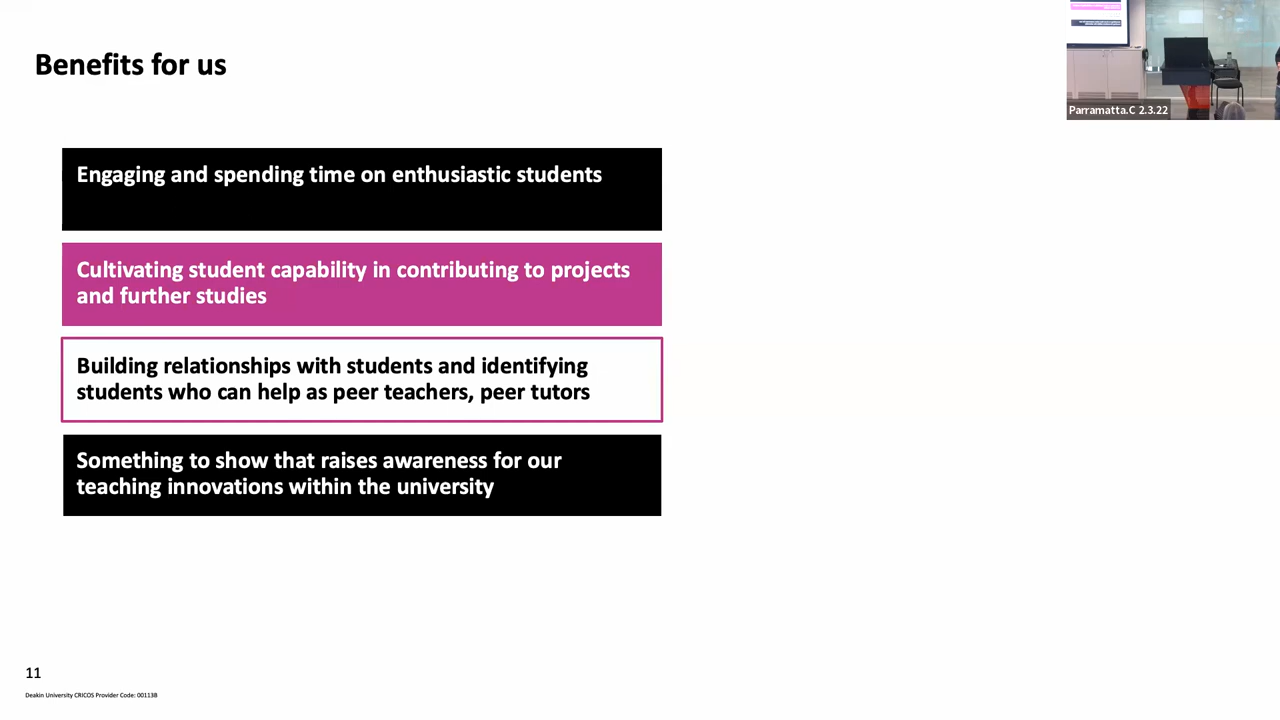 Benefits for us
Parramatta.C 2.3.22
Engaging and spending time on enthusiastic students
Cultivating student capability in contributing to projects
and further studies
Building relationships with students and identifying
students who can help as peer teachers, peer tutors
Something to show that raises awareness for our
teaching innovations within the university
11
Deakin University CRICOS Provider Code: 00113B